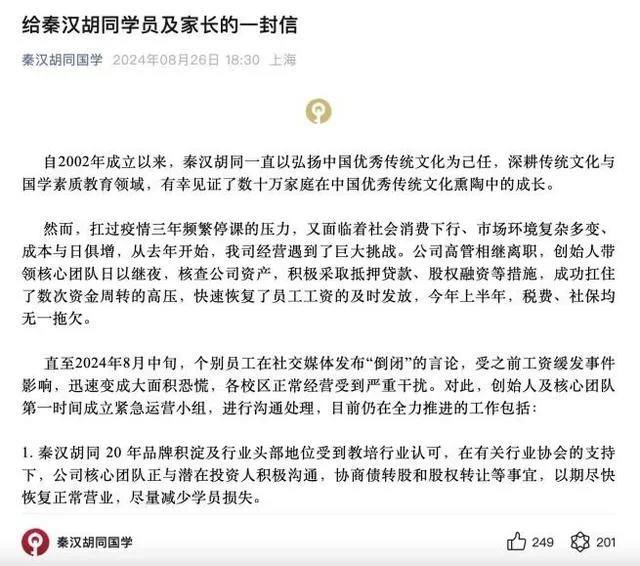 给秦汉胡同学员及家长的一封信
秦汉胡同国学 2024年08月26日 18:30 上海
自2002年成立以来，秦汉胡同一直以弘扬中国优秀传统文化为己任，深耕传统文化与
国学素质教育领域，有幸见证了数十万家庭在中国优秀传统文化熏陶中的成长。
然而，扛过疫情三年频繁停课的压力，又面临着社会消费下行、市场环境复杂多变、
成本与日俱增，从去年开始，我司经营遇到了巨大挑战。公司高管相继离职，创始人带
领核心团队日以继夜，核查公司资产，积极采取抵押贷款、股权融资等措施，成功扛住
了数次资金周转的高压，快速恢复了员工工资的及时发放，今年上半年，税费、社保均
无一拖欠。
直至2024年8月中旬，个别员工在社交媒体发布“倒闭”的言论，受之前工资缓发事件
影响，迅速变成大面积恐慌，各校区正常经营受到严重干扰。对此，创始人及核心团队
第一时间成立紧急运营小组，进行沟通处理，目前仍在全力推进的工作包括：
1. 秦汉胡同 20 年品牌积淀及行业头部地位受到教培行业认可，在有关行业协会的支持
下，公司核心团队正与潜在投资人积极沟通，协商债转股和股权转让等事宜，以期尽快
恢复正常营业，尽量减少学员损失。
秦汉胡同国学 249 201